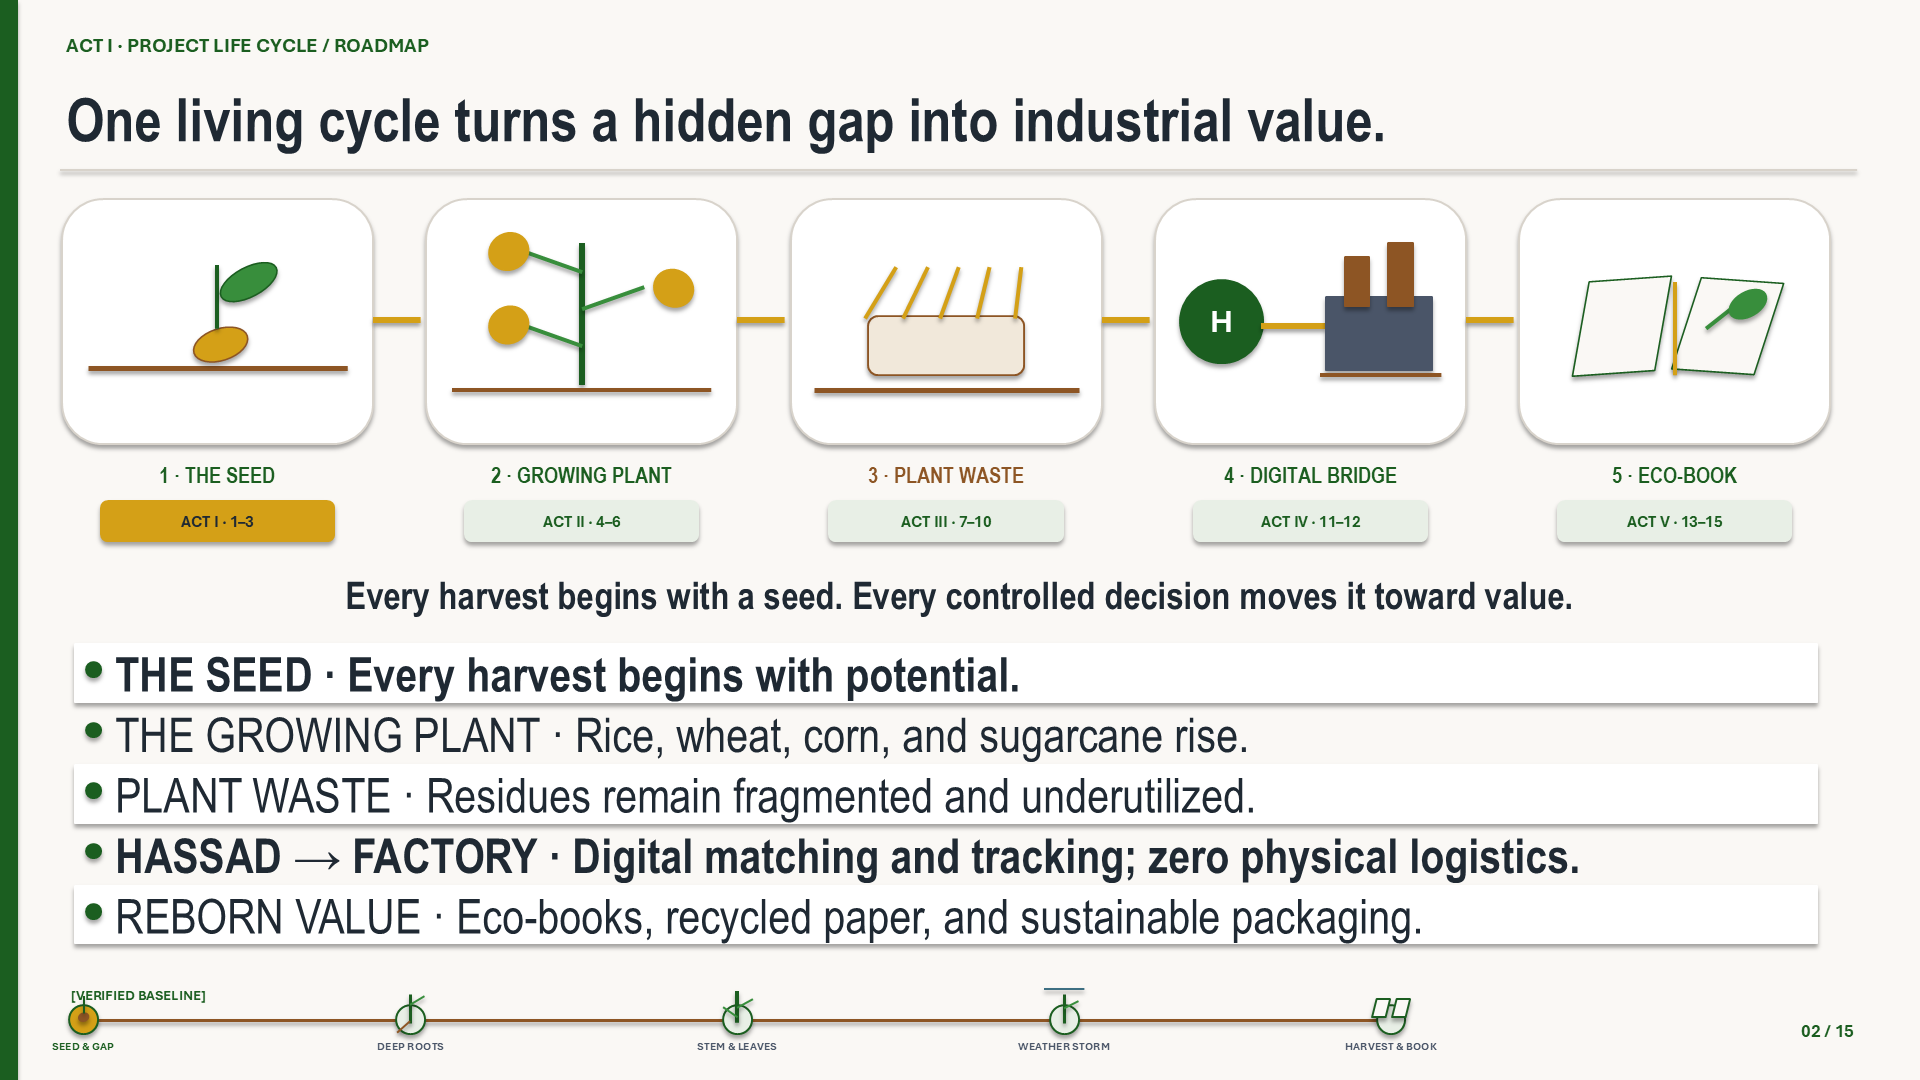 ACT I · PROJECT LIFE CYCLE / ROADMAP
One living cycle turns a hidden gap into industrial value.
H
1 · THE SEED
2 · GROWING PLANT
3 · PLANT WASTE
4 · DIGITAL BRIDGE
5 · ECO-BOOK
ACT I · 1–3
ACT II · 4–6
ACT III · 7–10
ACT IV · 11–12
ACT V · 13–15
Every harvest begins with a seed. Every controlled decision moves it toward value.
• THE SEED · Every harvest begins with potential.
• THE GROWING PLANT · Rice, wheat, corn, and sugarcane rise.
• PLANT WASTE · Residues remain fragmented and underutilized.
• HASSAD → FACTORY · Digital matching and tracking; zero physical logistics.
• REBORN VALUE · Eco-books, recycled paper, and sustainable packaging.
[VERIFIED BASELINE]
SEED & GAP
DEEP ROOTS
STEM & LEAVES
WEATHER STORM
HARVEST & BOOK
02 / 15